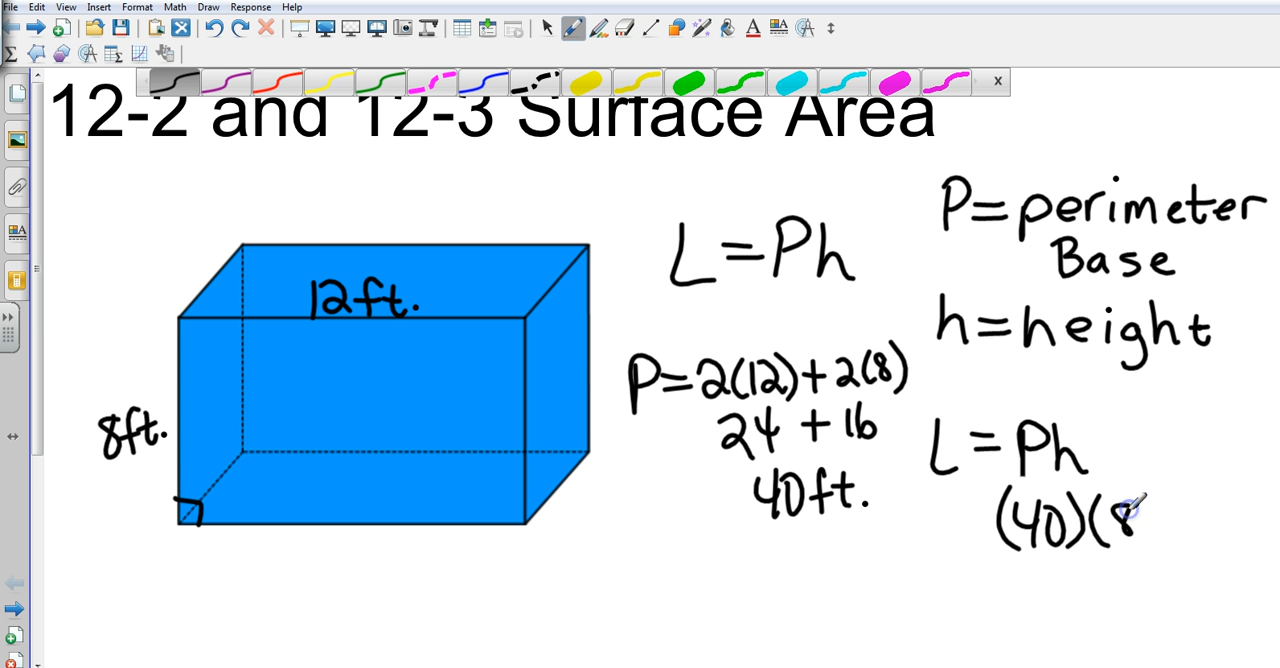 File Edit View Insert Format Math Draw Response Help
x
12-2 and 12-3 Surface Area
P=perimeter
Base
L=Ph
h=height
12ft.
8ft.
P=2(12)+2(8)
24+16
40ft.
L=Ph
(40)(8